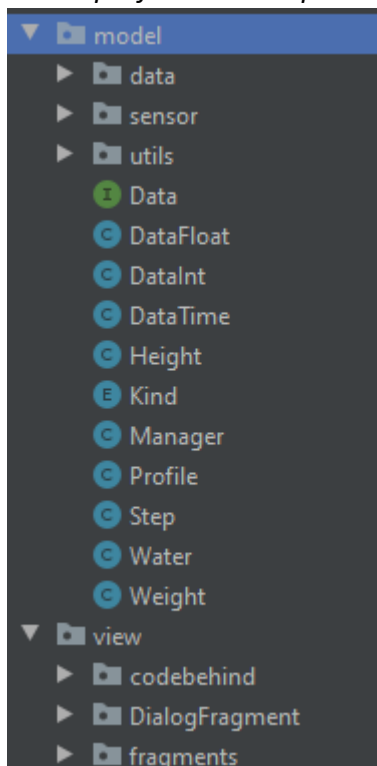 model
data
sensor
utils
I Data
C DataFloat
C DataInt
C DataTime
C Height
E Kind
C Manager
C Profile
C Step
C Water
C Weight
view
codebehind
DialogFragment
fragments